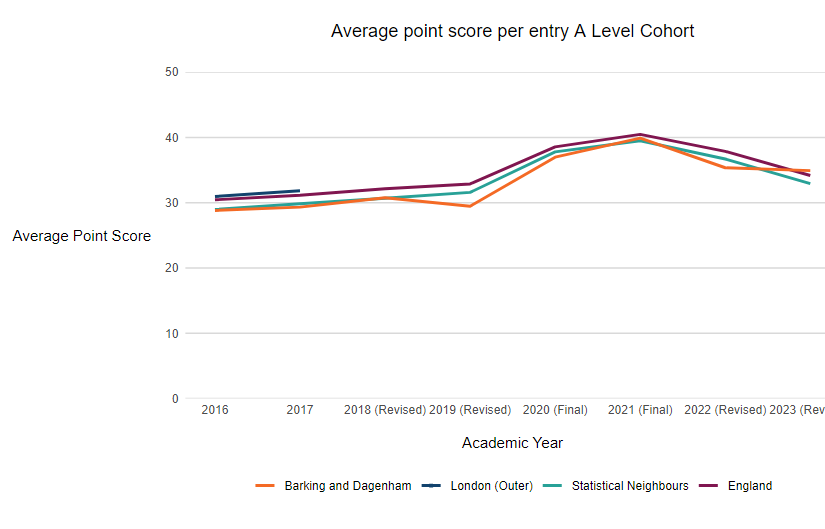 Average point score per entry A Level Cohort
50
40
30
20
10
0
Average Point Score
2016 2017 2018 (Revised) 2019 (Revised) 2020 (Final) 2021 (Final) 2022 (Revised) 2023 (Rev
Academic Year
Barking and Dagenham London (Outer) Statistical Neighbours England